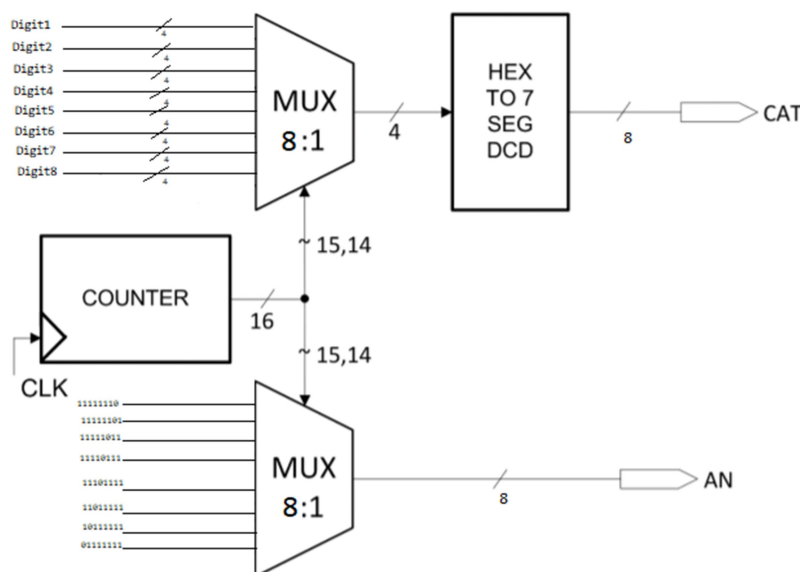 Digit1
4
Digit2
4
Digit3
4
Digit4
4
Digit5
4
Digit6
4
Digit7
4
Digit8
4
MUX
8:1
4
HEX
TO 7
SEG
DCD
8
CAT
~ 15,14
COUNTER
16
CLK
~ 15,14
11111110
11111101
11111011
11110111
11101111
11011111
10111111
01111111
MUX
8:1
8
AN